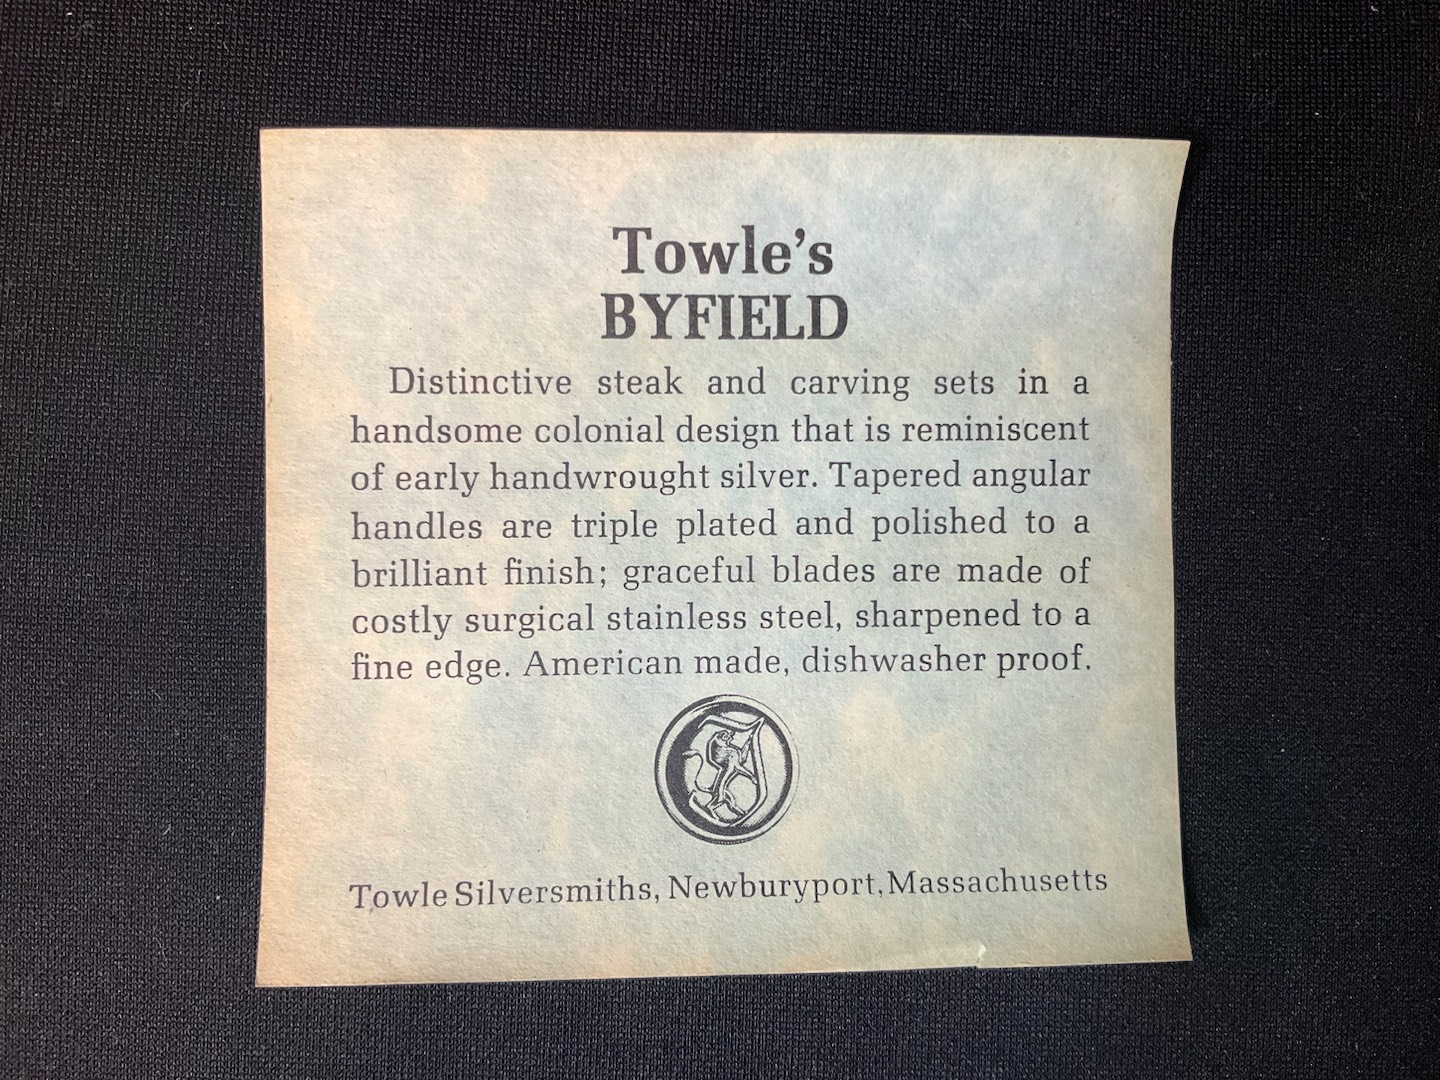 Towle's
BYFIELD
Distinctive steak and carving sets in a
handsome colonial design that is reminiscent
of early handwrought silver. Tapered angular
handles are triple plated and polished to a
brilliant finish; graceful blades are made of
costly surgical stainless steel, sharpened to a
fine edge. American made, dishwasher proof.
Towle Silversmiths, Newburyport, Massachusetts